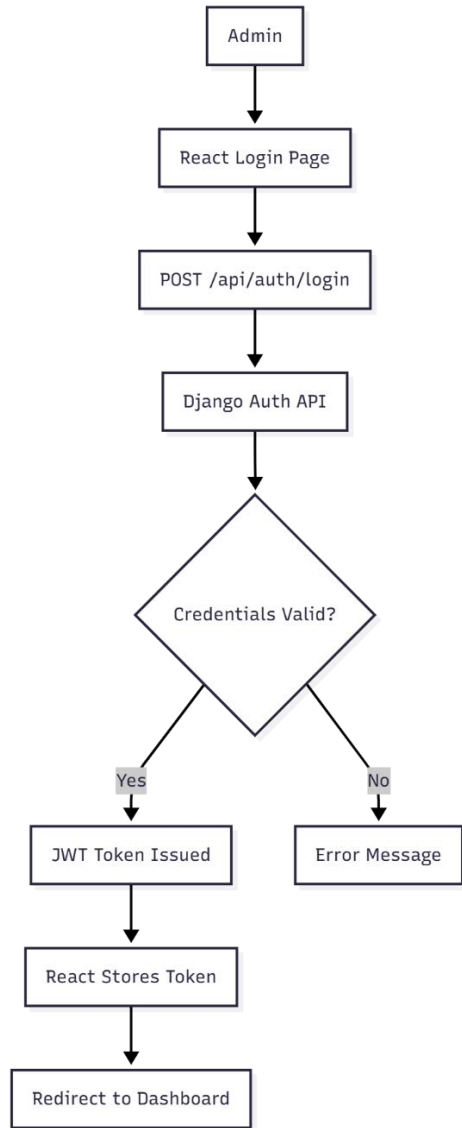 Admin
React Login Page
POST /api/auth/login
Django Auth API
Credentials Valid?
Yes
No
JWT Token Issued
Error Message
React Stores Token
Redirect to Dashboard